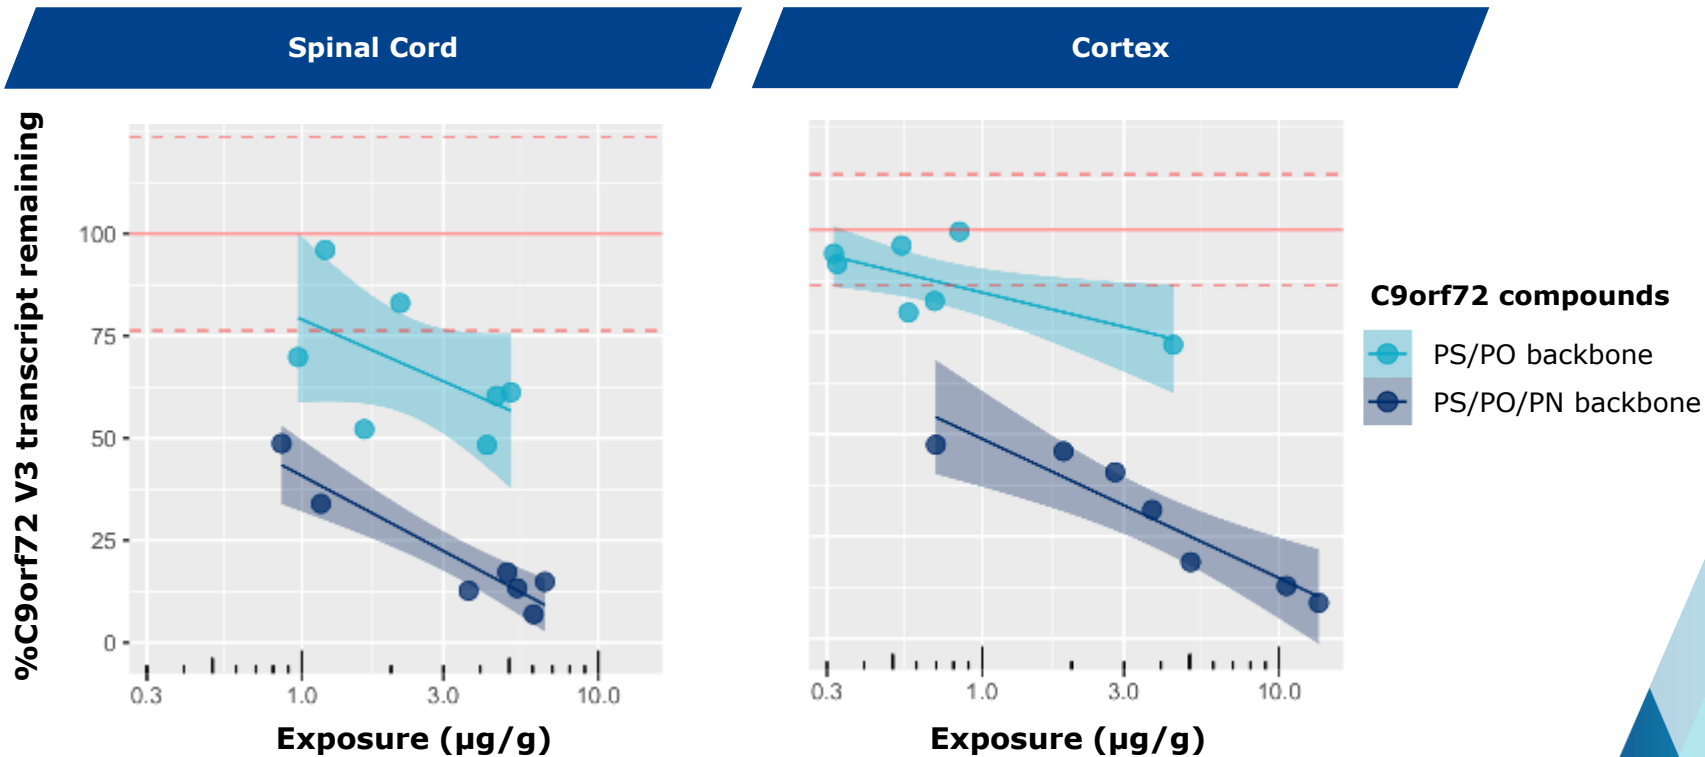 Spinal Cord
Cortex
%C9orf72 V3 transcript remaining
100
75
50
25
0
0.3
1.0
3.0
10.0
Exposure (µg/g)
0.3
1.0
3.0
10.0
Exposure (µg/g)
C9orf72 compounds
PS/PO backbone
PS/PO/PN backbone